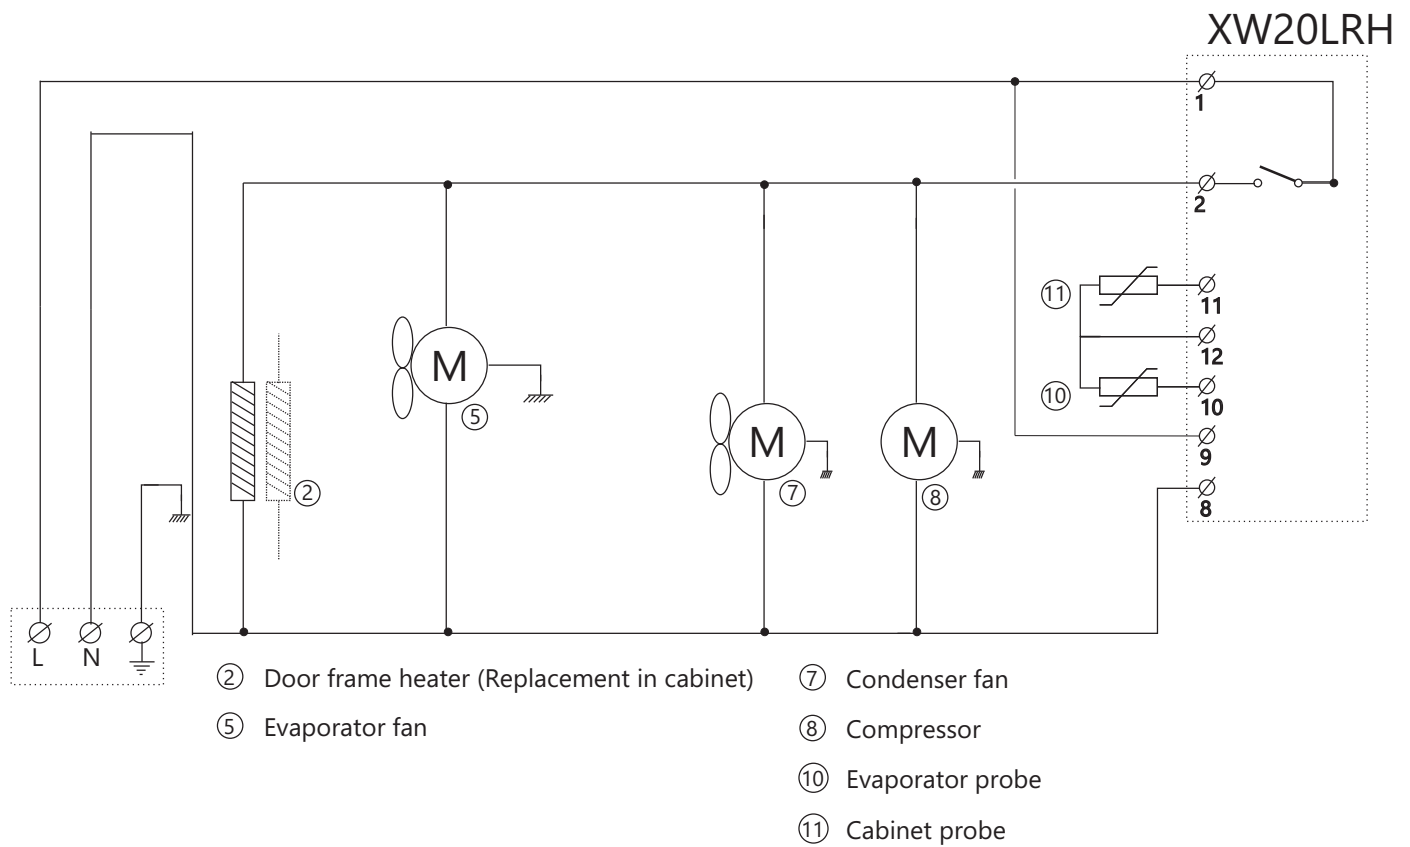 XW20LRH
1
2
11
11
12
M
10
5
10
M
M
9
7
8
2
8
L
N
2 Door frame heater (Replacement in cabinet)
5 Evaporator fan
7 Condenser fan
8 Compressor
10 Evaporator probe
11 Cabinet probe